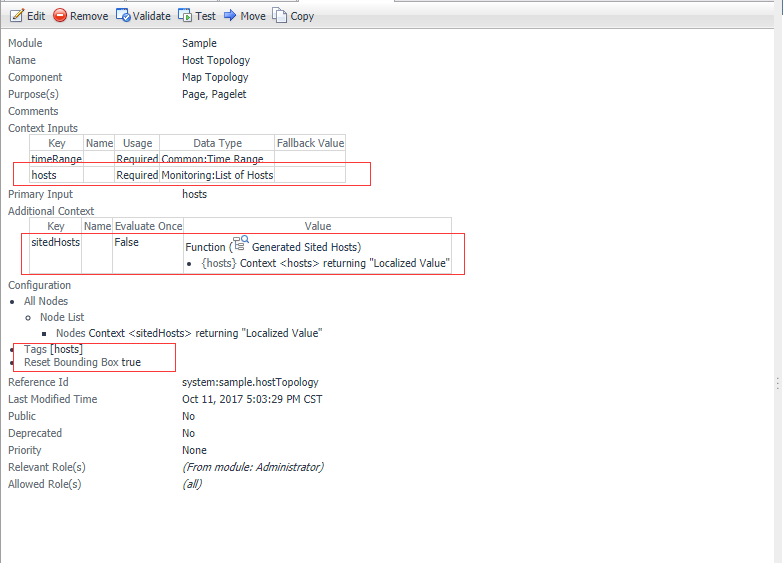 Edit Remove Validate Test Move Copy
Module Sample
Name Host Topology
Component Map Topology
Purpose(s) Page, Pagelet
Comments
Context Inputs
Key Name Usage Data Type Fallback Value
timeRange Required Common:Time Range
hosts Required Monitoring:List of Hosts
Primary Input hosts
Additional Context
Key Name Evaluate Once Value
sitedHosts False Function ( Generated Sited Hosts)
{hosts} Context <hosts> returning "Localized Value"
Configuration
All Nodes
Node List
Nodes Context <sitedHosts> returning "Localized Value"
Tags [hosts]
Reset Bounding Box true
Reference Id system:sample.hostTopology
Last Modified Time Oct 11, 2017 5:03:29 PM CST
Public No
Deprecated No
Priority None
Relevant Role(s) (From module: Administrator)
Allowed Role(s) (all)